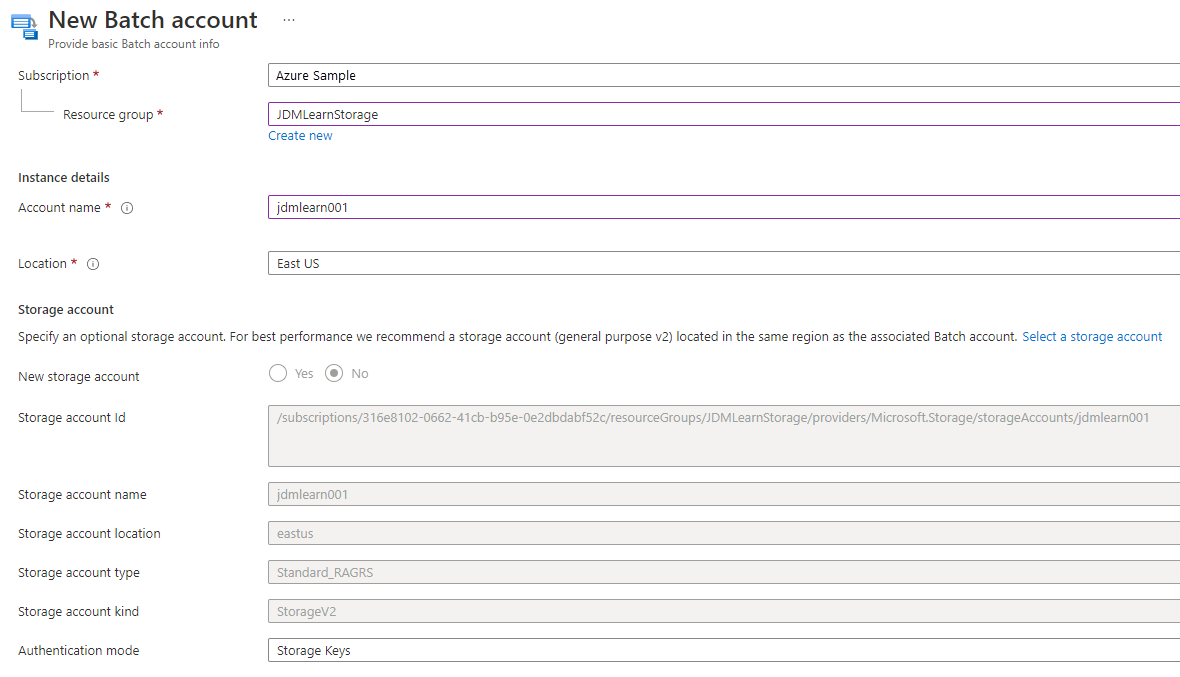 New Batch account ...
Provide basic Batch account info
Subscription * Azure Sample
Resource group * JDMLearnStorage
Create new
Instance details
Account name * jdmlearn001
Location * East US
Storage account
Specify an optional storage account. For best performance we recommend a storage account (general purpose v2) located in the same region as the associated Batch account. Select a storage account
New storage account Yes No
Storage account Id /subscriptions/316e8102-0662-41cb-b95e-0e2dbdabf52c/resourceGroups/JDMLearnStorage/providers/Microsoft.Storage/storageAccounts/jdmlearn001
Storage account name jdmlearn001
Storage account location eastus
Storage account type Standard_RAGRS
Storage account kind StorageV2
Authentication mode Storage Keys